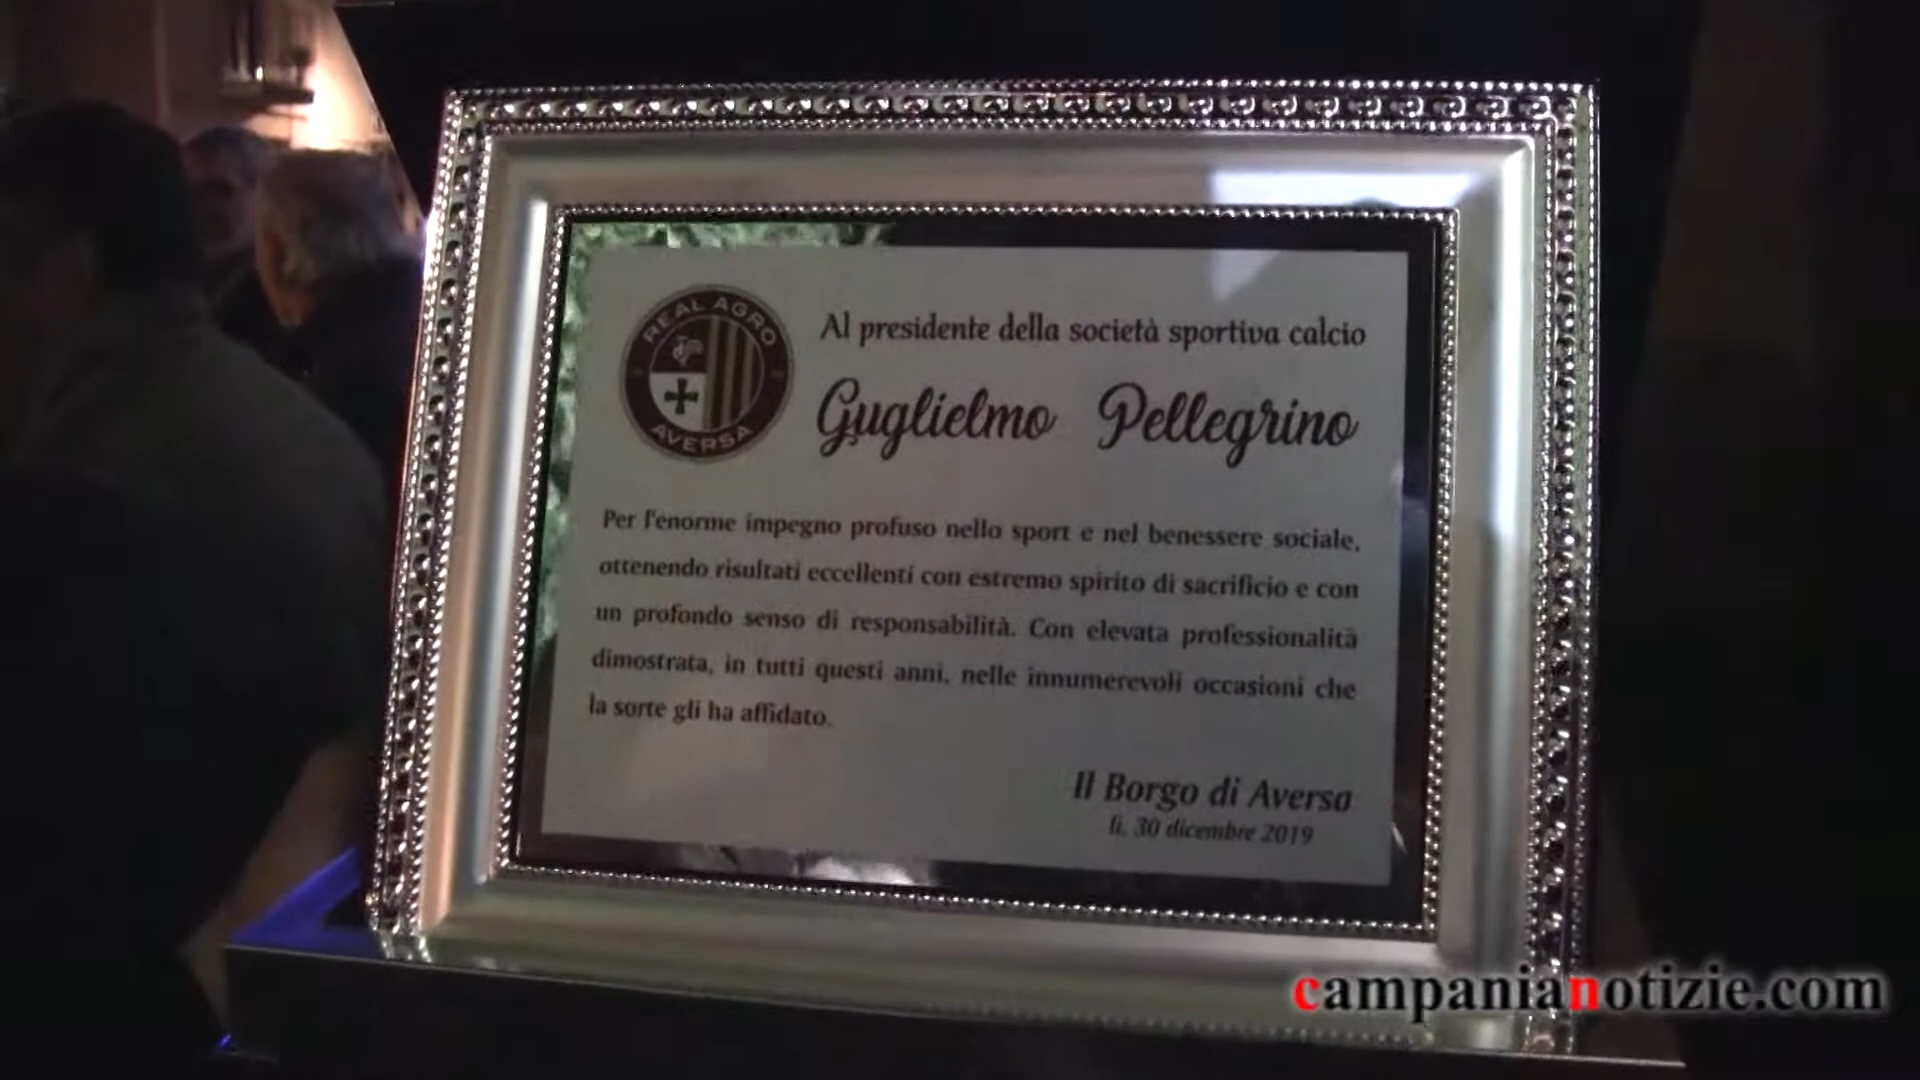 REAL AGRO
AVERSA
Al presidente della società sportiva calcio
Guglielmo Pellegrino
Per l'enorme impegno profuso nello sport e nel benessere sociale,
ottenendo risultati eccellenti con estremo spirito di sacrificio e con
un profondo senso di responsabilità. Con elevata professionalità
dimostrata, in tutti questi anni, nelle innumerevoli occasioni che
la sorte gli ha affidato.
Il Borgo di Aversa
lì, 30 dicembre 2019
campanianotizie.com